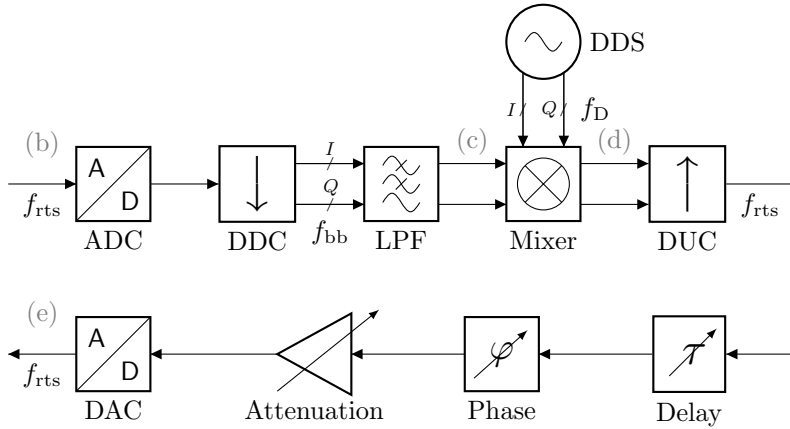 DDS
I Q f_D
(b) (c) (d)
A D I Q
f_rts ADC DDC f_bb LPF Mixer DUC f_rts
(e)
A D φ τ
f_rts DAC Attenuation Phase Delay